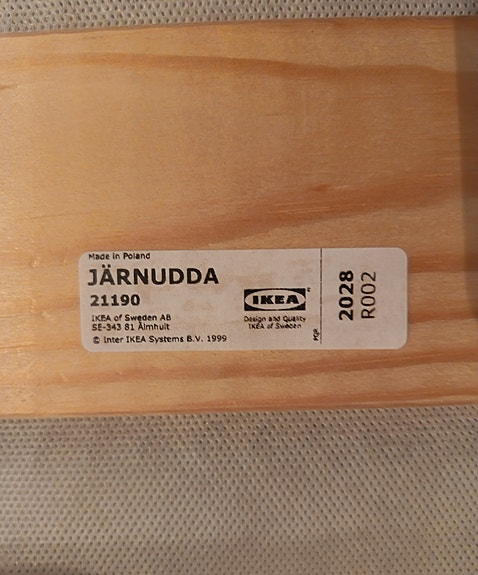 Made in Poland
JÄRNUDDA
21190
IKEA of Sweden AB
SE-343 81 Älmhult
© Inter IKEA Systems B.V. 1999
IKEA®
Design and Quality
IKEA of Sweden
PQP
2028
R002